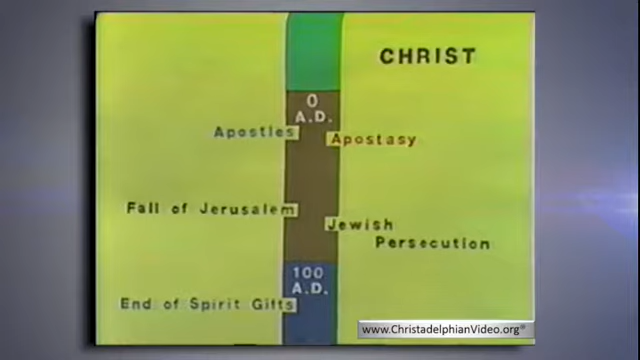 CHRIST
0
A.D.
Apostles
Apostasy
Fall of Jerusalem
Jewish
Persecution
100
A.D.
End of Spirit Gifts
www.ChristadelphianVideo.org®